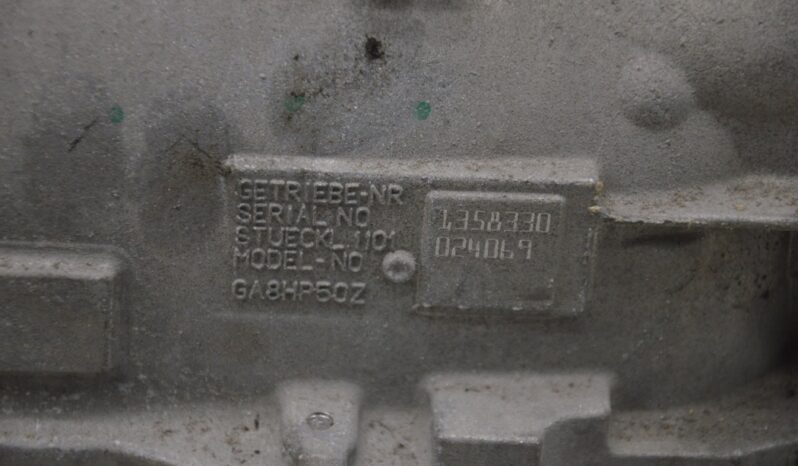 GETRIEBE-NR
SERIAL NO
STUECKL.1101
MODEL-NO
GA8HP50Z
1358330
024069